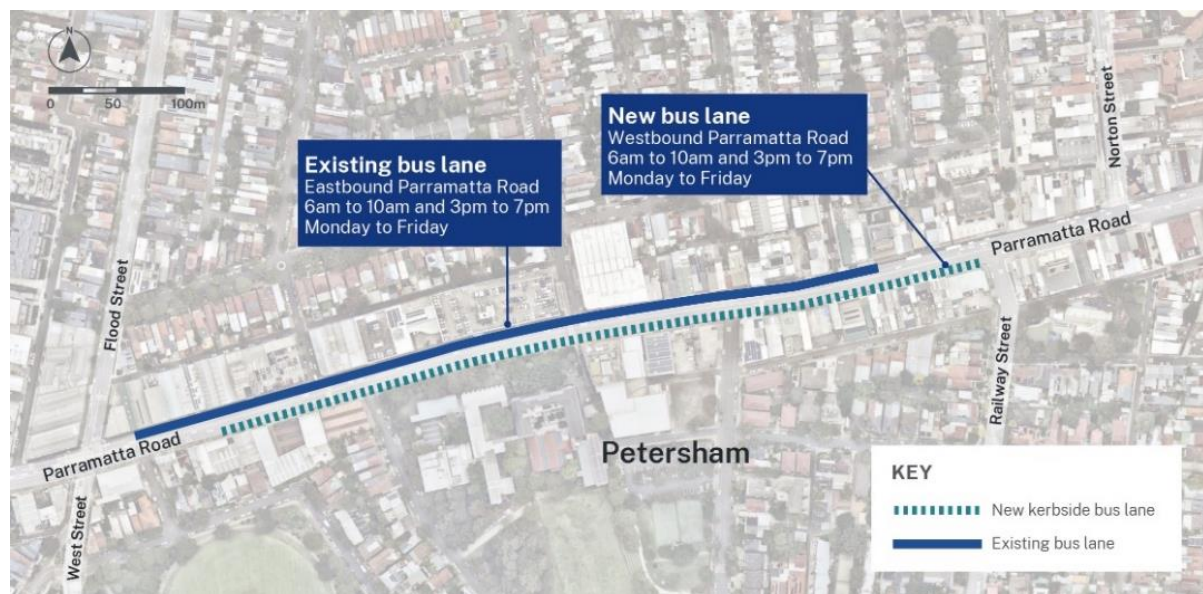 N
0 50 100m
Existing bus lane
Eastbound Parramatta Road
6am to 10am and 3pm to 7pm
Monday to Friday
New bus lane
Westbound Parramatta Road
6am to 10am and 3pm to 7pm
Monday to Friday
Norton Street
Flood Street
Parramatta Road
Railway Street
Parramatta Road
West Street
Petersham
KEY
New kerbside bus lane
Existing bus lane